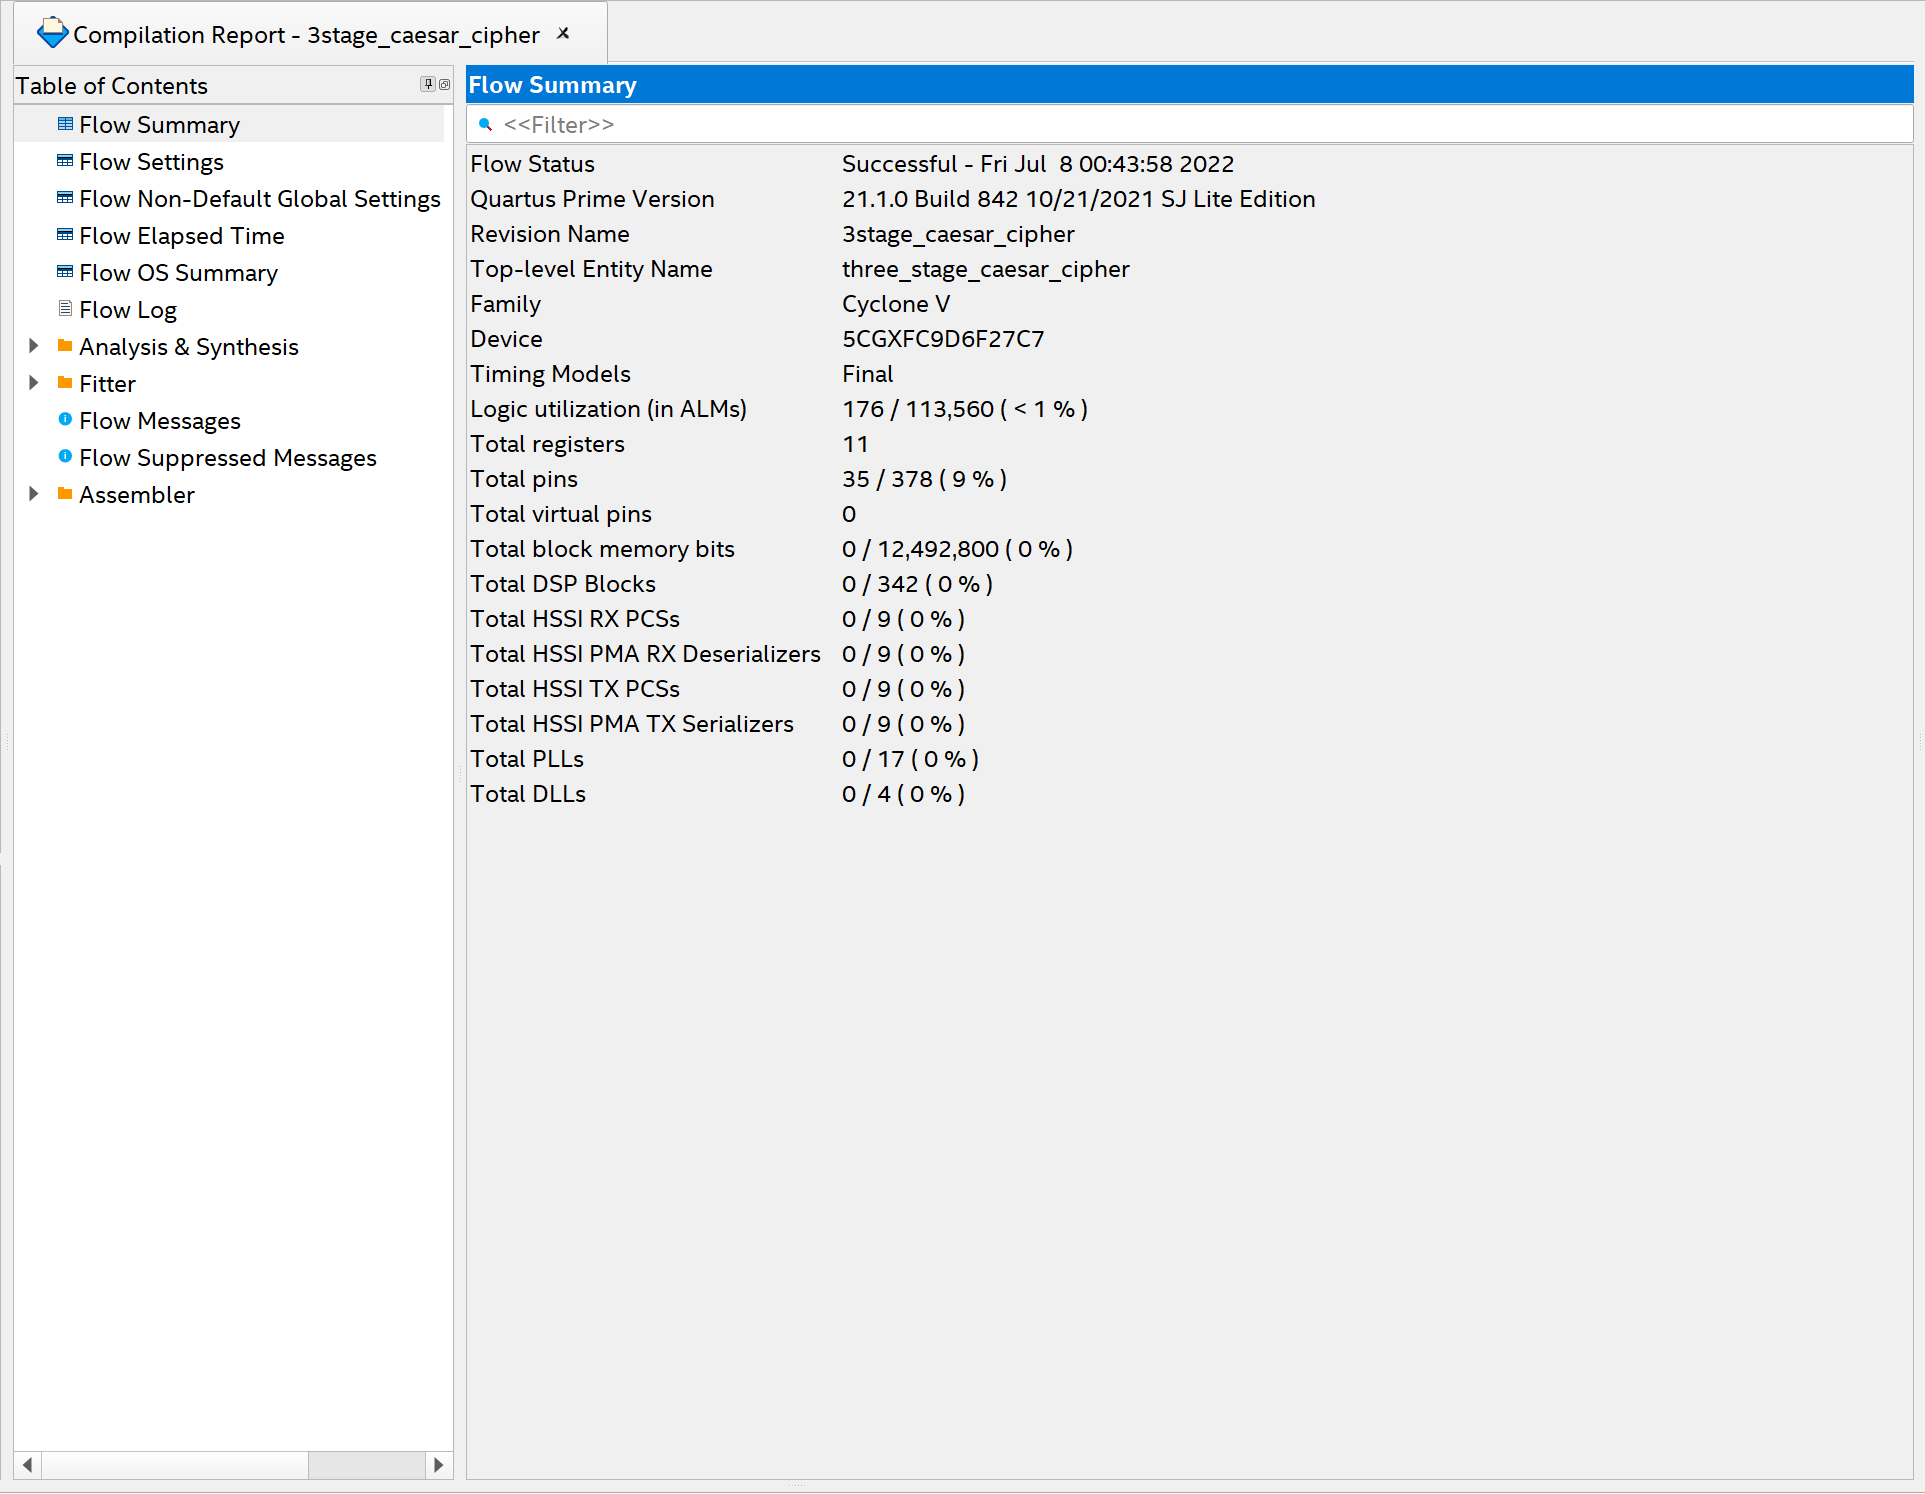 Compilation Report - 3stage_caesar_cipher
Table of Contents
Flow Summary
Flow Settings
Flow Non-Default Global Settings
Flow Elapsed Time
Flow OS Summary
Flow Log
Analysis & Synthesis
Fitter
Flow Messages
Flow Suppressed Messages
Assembler
Flow Summary
<<Filter>>
Flow Status Successful - Fri Jul  8 00:43:58 2022
Quartus Prime Version 21.1.0 Build 842 10/21/2021 SJ Lite Edition
Revision Name 3stage_caesar_cipher
Top-level Entity Name three_stage_caesar_cipher
Family Cyclone V
Device 5CGXFC9D6F27C7
Timing Models Final
Logic utilization (in ALMs) 176 / 113,560 ( < 1 % )
Total registers 11
Total pins 35 / 378 ( 9 % )
Total virtual pins 0
Total block memory bits 0 / 12,492,800 ( 0 % )
Total DSP Blocks 0 / 342 ( 0 % )
Total HSSI RX PCSs 0 / 9 ( 0 % )
Total HSSI PMA RX Deserializers 0 / 9 ( 0 % )
Total HSSI TX PCSs 0 / 9 ( 0 % )
Total HSSI PMA TX Serializers 0 / 9 ( 0 % )
Total PLLs 0 / 17 ( 0 % )
Total DLLs 0 / 4 ( 0 % )